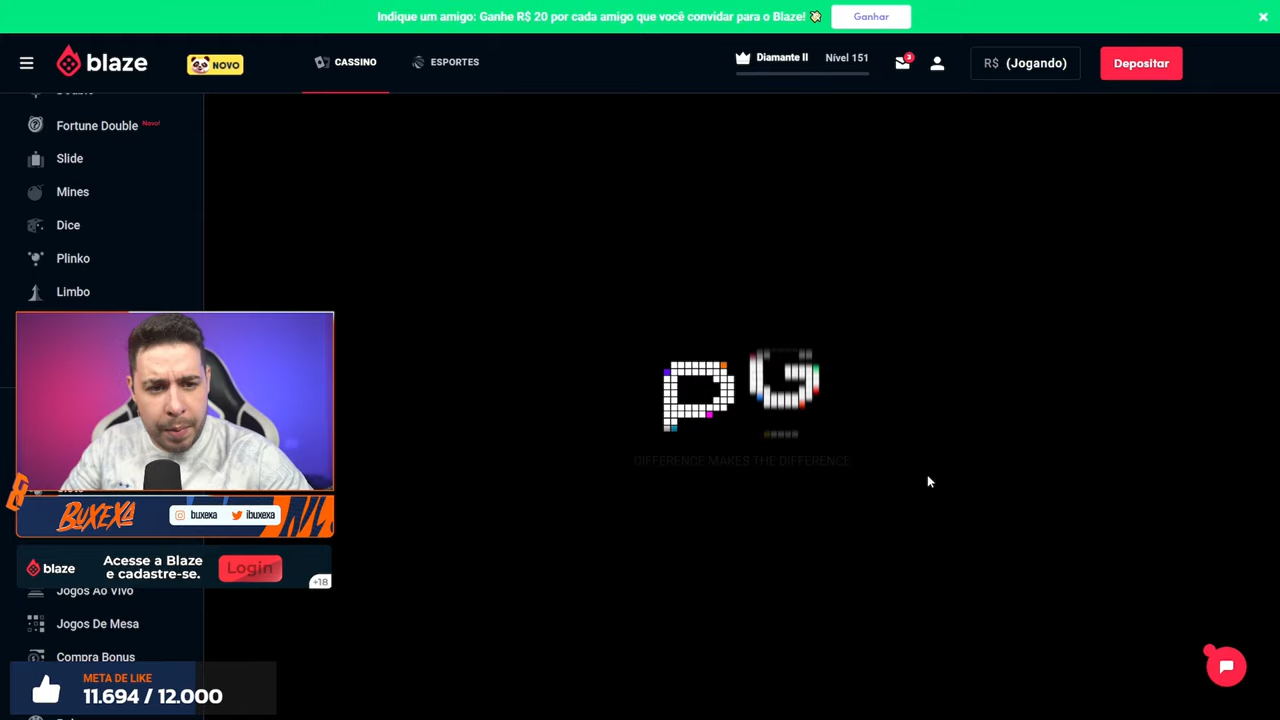 Indique um amigo: Ganhe R$ 20 por cada amigo que você convidar para o Blaze!
Ganhar
blaze
NOVO
CASSINO
ESPORTES
Diamante II
Nível 151
3
R$ (Jogando)
Depositar
Fortune Double Novo!
Slide
Mines
Dice
Plinko
Limbo
PG
DIFFERENCE MAKES THE DIFFERENCE
BUXEXA
buxexa
ibuxexa
blaze
Acesse a Blaze
e cadastre-se.
Login
+18
Jogos Ao Vivo
Jogos De Mesa
Compra Bonus
META DE LIKE
11.694 / 12.000